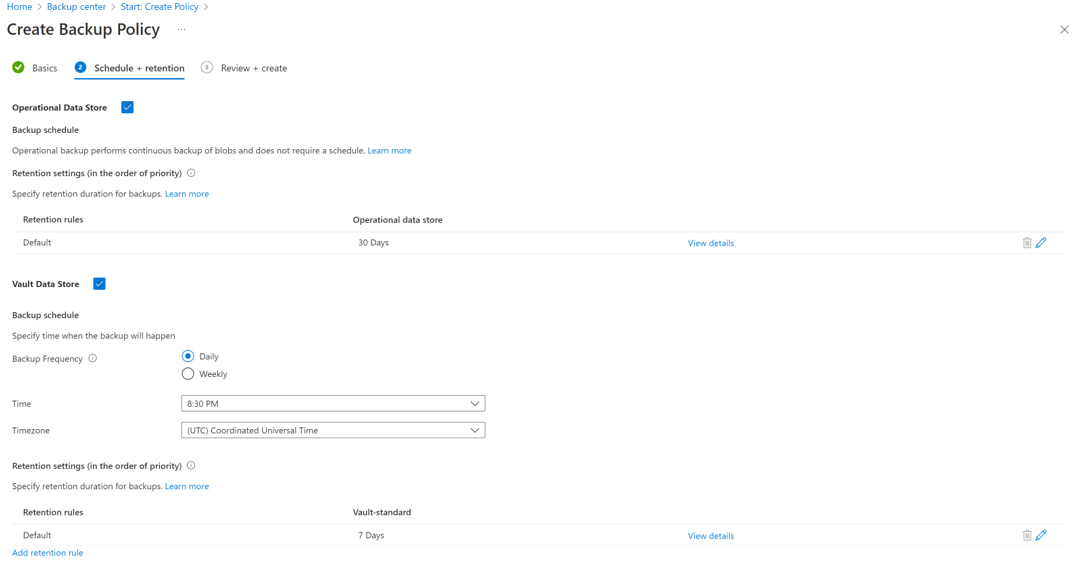 Home > Backup center > Start: Create Policy >
Create Backup Policy ...
Basics 2 Schedule + retention 3 Review + create
Operational Data Store
Backup schedule
Operational backup performs continuous backup of blobs and does not require a schedule. Learn more
Retention settings (in the order of priority)
Specify retention duration for backups. Learn more
Retention rules Operational data store
Default 30 Days View details
Vault Data Store
Backup schedule
Specify time when the backup will happen
Backup Frequency Daily
Weekly
Time 8:30 PM
Timezone (UTC) Coordinated Universal Time
Retention settings (in the order of priority)
Specify retention duration for backups. Learn more
Retention rules Vault-standard
Default 7 Days View details
Add retention rule